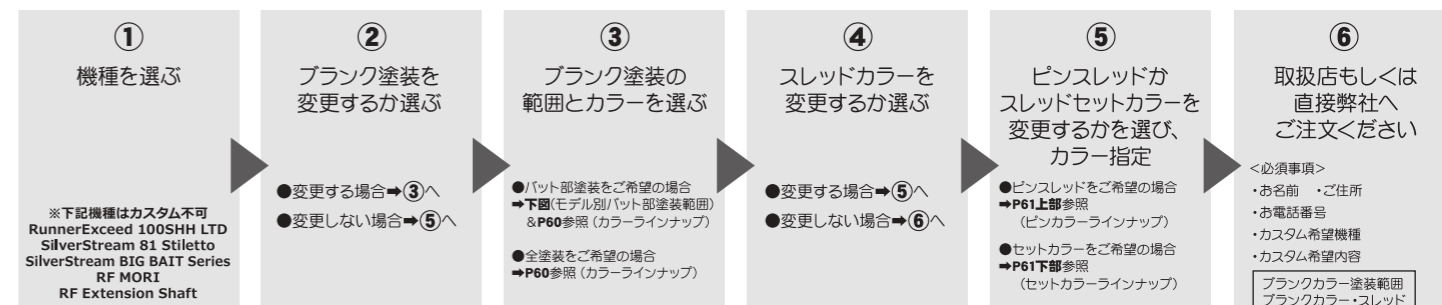 ①
機種を選ぶ
※下記機種はカスタム不可
RunnerExceed 100SHH LTD
SilverStream 81 Stiletto
SilverStream BIG BAIT Series
RF MORI
RF Extension Shaft
②
ブランク塗装を
変更するか選ぶ
●変更する場合➡③へ
●変更しない場合➡⑤へ
③
ブランク塗装の
範囲とカラーを選ぶ
●バット部塗装をご希望の場合
➡下図(モデル別バット部塗装範囲)
&P60参照(カラーラインナップ)
●全塗装をご希望の場合
➡P60参照(カラーラインナップ)
④
スレッドカラーを
変更するか選ぶ
●変更する場合➡⑤へ
●変更しない場合➡⑥へ
⑤
ピンスレッドか
スレッドセットカラーを
変更するかを選び、
カラー指定
●ピンスレッドをご希望の場合
➡P61上部参照
(ピンカラーラインナップ)
●セットカラーをご希望の場合
➡P61下部参照
(セットカラーラインナップ)
⑥
取扱店もしくは
直接弊社へ
ご注文ください
<必須事項>
・お名前 ・ご住所
・お電話番号
・カスタム希望機種
・カスタム希望内容
ブランクカラー塗装範囲
ブランクカラー・スレッド